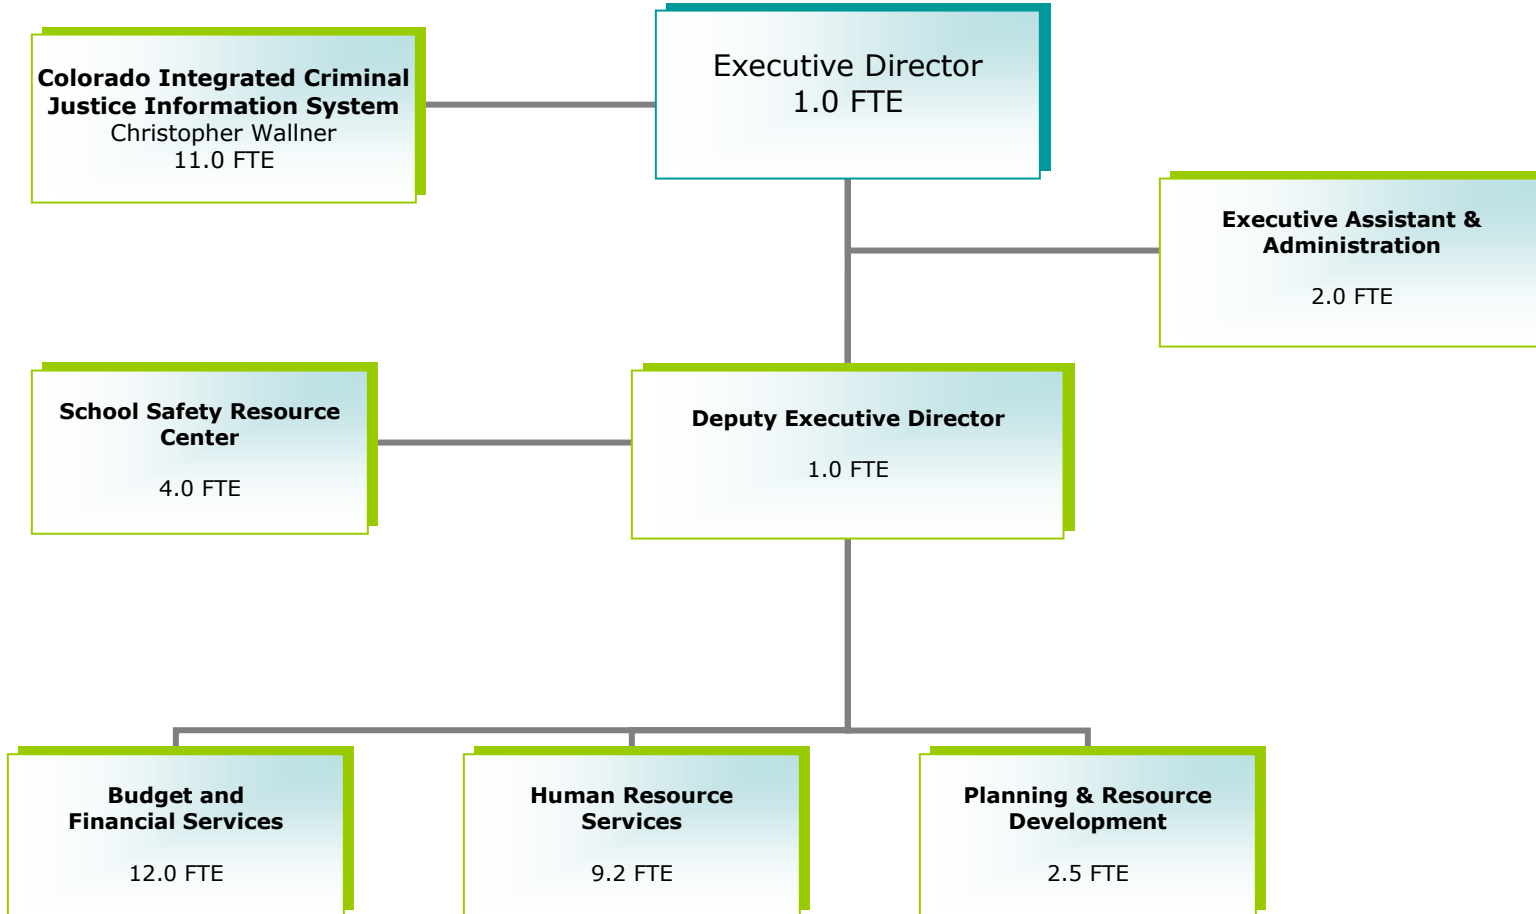 Colorado Integrated Criminal
Justice Information System
Christopher Wallner
11.0 FTE
Executive Director
1.0 FTE
Executive Assistant &
Administration
2.0 FTE
School Safety Resource
Center
4.0 FTE
Deputy Executive Director
1.0 FTE
Budget and
Financial Services
12.0 FTE
Human Resource
Services
9.2 FTE
Planning & Resource
Development
2.5 FTE